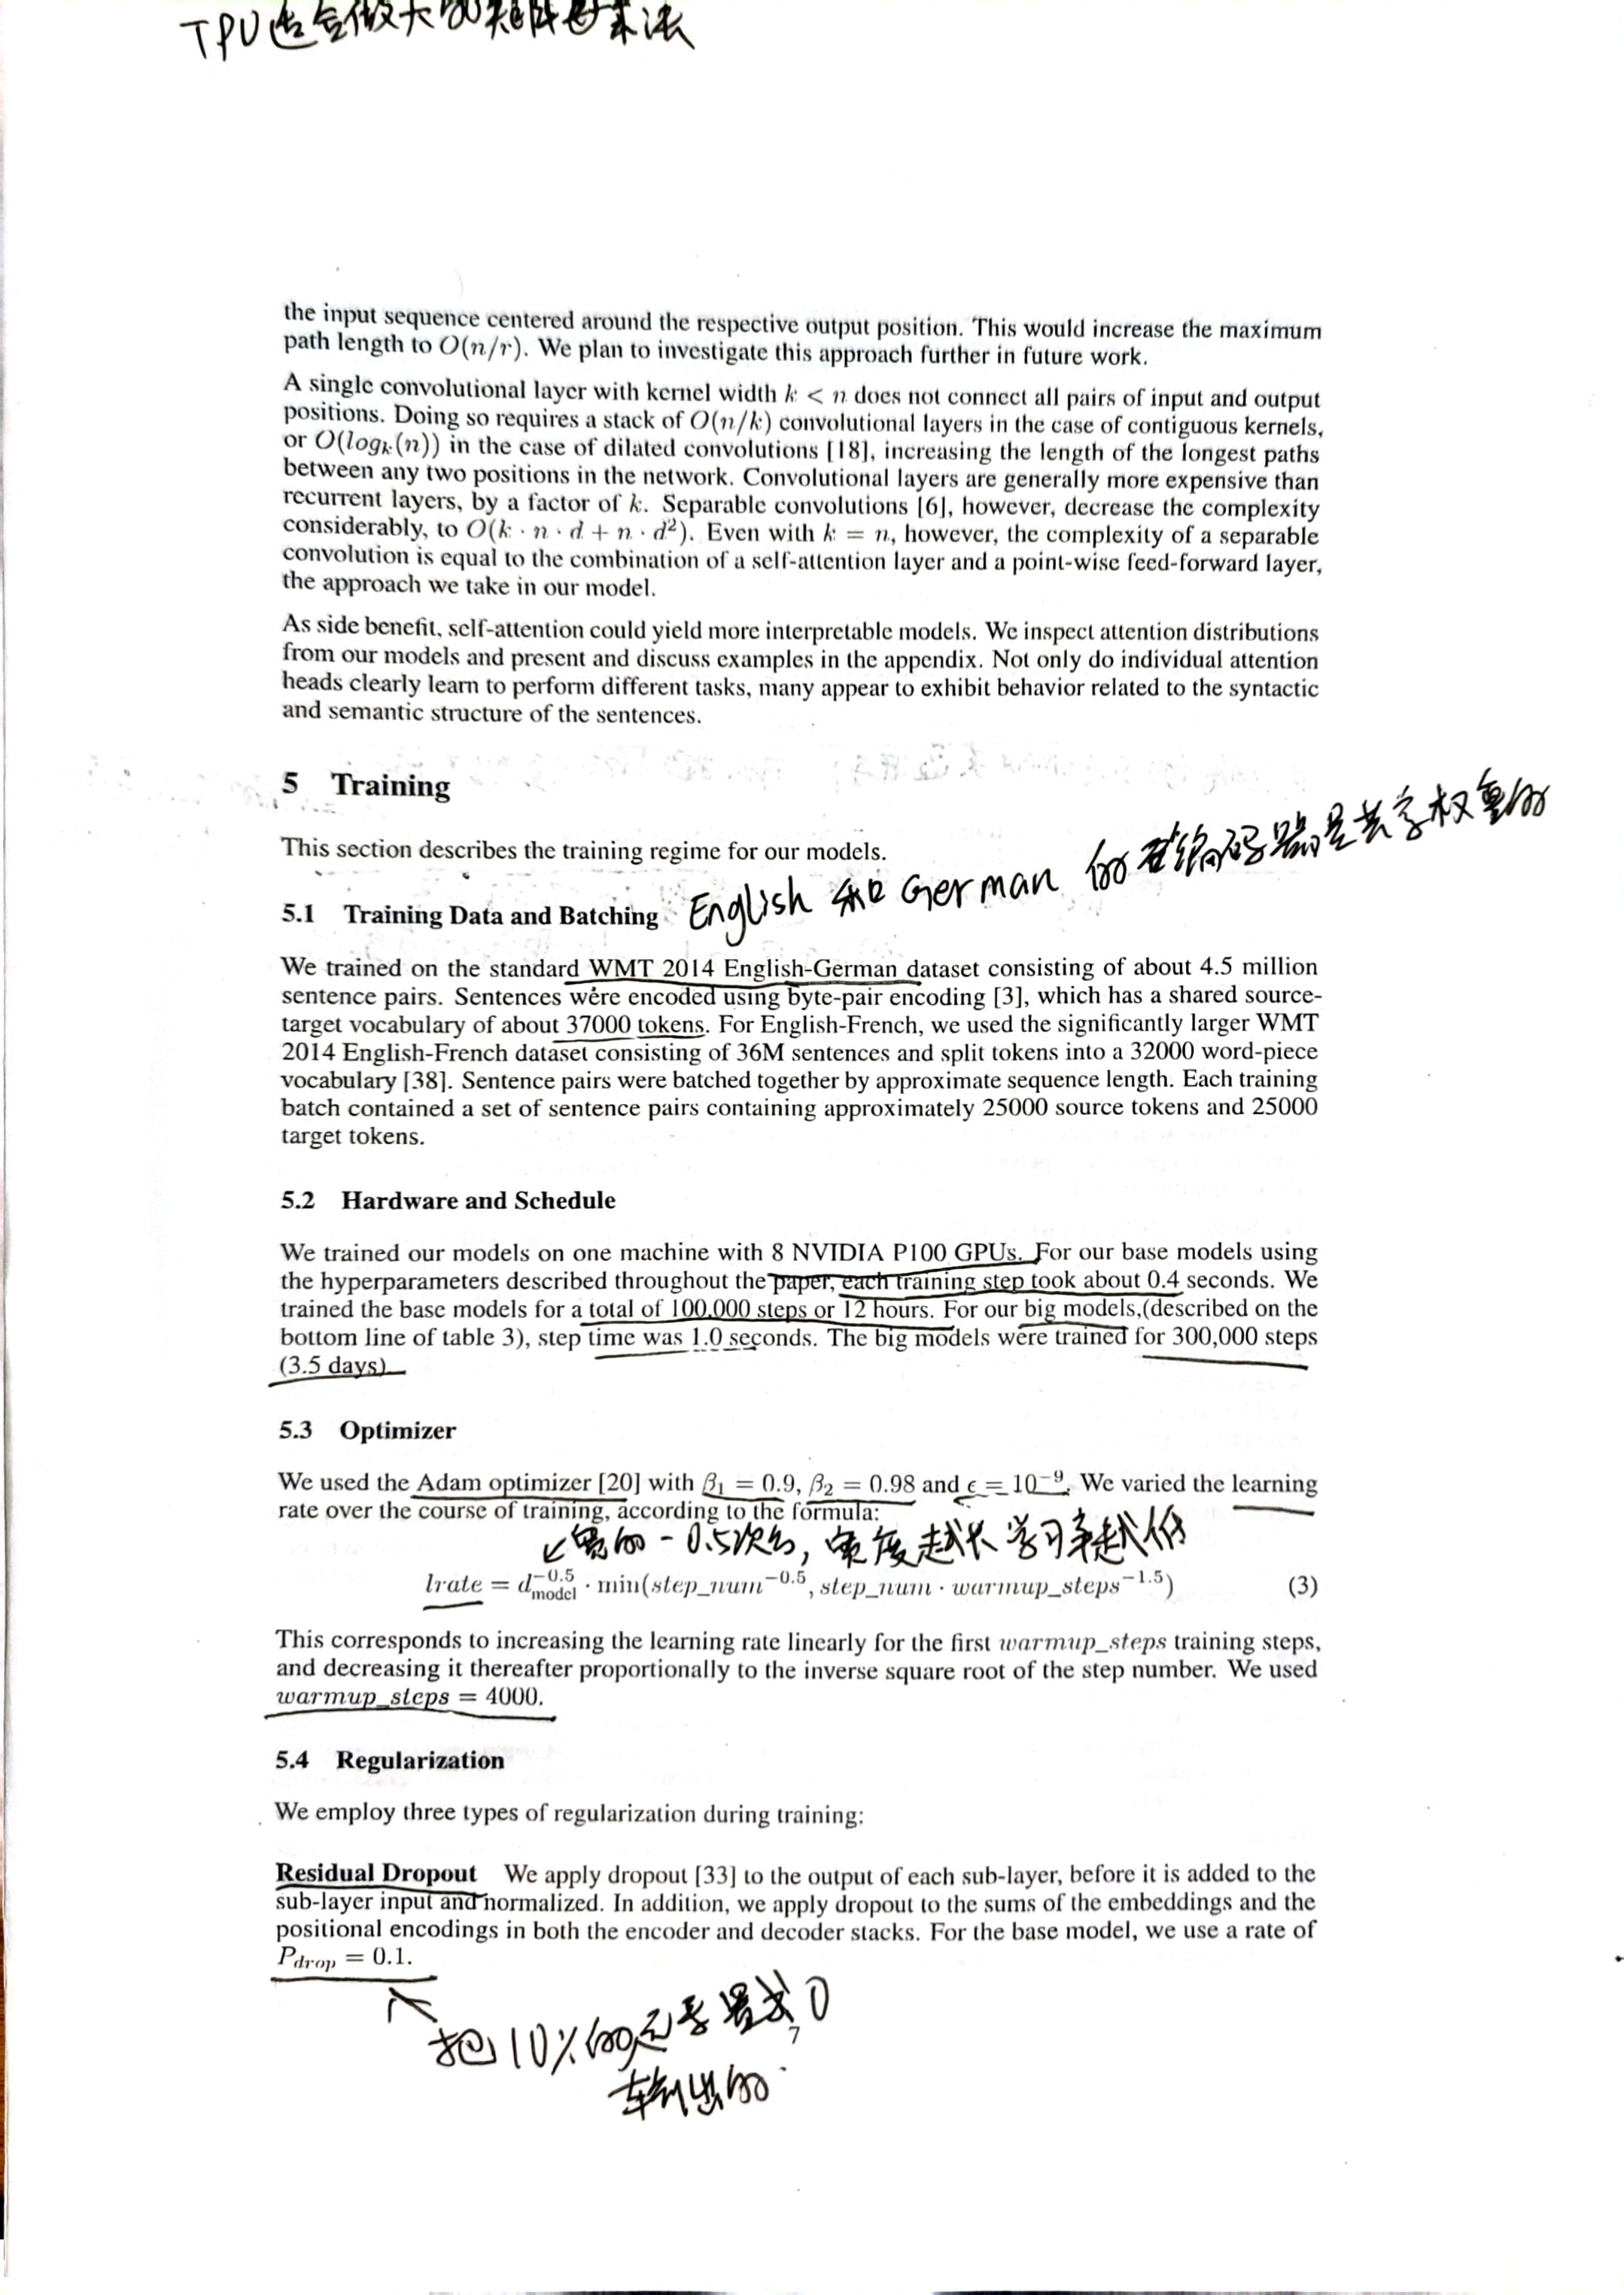 TPU适合做大的矩阵乘法
the input sequence centered around the respective output position. This would increase the maximum
path length to O(n/r). We plan to investigate this approach further in future work.
A single convolutional layer with kernel width k < n does not connect all pairs of input and output
positions. Doing so requires a stack of O(n/k) convolutional layers in the case of contiguous kernels,
or O(logₖ(n)) in the case of dilated convolutions [18], increasing the length of the longest paths
between any two positions in the network. Convolutional layers are generally more expensive than
recurrent layers, by a factor of k. Separable convolutions [6], however, decrease the complexity
considerably, to O(k · n · d + n · d²). Even with k = n, however, the complexity of a separable
convolution is equal to the combination of a self-attention layer and a point-wise feed-forward layer,
the approach we take in our model.
As side benefit, self-attention could yield more interpretable models. We inspect attention distributions
from our models and present and discuss examples in the appendix. Not only do individual attention
heads clearly learn to perform different tasks, many appear to exhibit behavior related to the syntactic
and semantic structure of the sentences.
5 Training
This section describes the training regime for our models.
English 和 German 的 编码器是共享权重的
5.1 Training Data and Batching
We trained on the standard WMT 2014 English-German dataset consisting of about 4.5 million
sentence pairs. Sentences were encoded using byte-pair encoding [3], which has a shared source-
target vocabulary of about 37000 tokens. For English-French, we used the significantly larger WMT
2014 English-French dataset consisting of 36M sentences and split tokens into a 32000 word-piece
vocabulary [38]. Sentence pairs were batched together by approximate sequence length. Each training
batch contained a set of sentence pairs containing approximately 25000 source tokens and 25000
target tokens.
5.2 Hardware and Schedule
We trained our models on one machine with 8 NVIDIA P100 GPUs. For our base models using
the hyperparameters described throughout the paper, each training step took about 0.4 seconds. We
trained the base models for a total of 100,000 steps or 12 hours. For our big models,(described on the
bottom line of table 3), step time was 1.0 seconds. The big models were trained for 300,000 steps
(3.5 days).
5.3 Optimizer
We used the Adam optimizer [20] with β₁ = 0.9, β₂ = 0.98 and ϵ = 10⁻⁹. We varied the learning
rate over the course of training, according to the formula:
宽的-0.5次方, 宽度越长学习率越低
lrate = d_model^−0.5 · min(step_num^−0.5, step_num · warmup_steps^−1.5) (3)
This corresponds to increasing the learning rate linearly for the first warmup_steps training steps,
and decreasing it thereafter proportionally to the inverse square root of the step number. We used
warmup_steps = 4000.
5.4 Regularization
We employ three types of regularization during training:
Residual Dropout We apply dropout [33] to the output of each sub-layer, before it is added to the
sub-layer input and normalized. In addition, we apply dropout to the sums of the embeddings and the
positional encodings in both the encoder and decoder stacks. For the base model, we use a rate of
P_drop = 0.1.
把10%的元素置成0
7
输出的